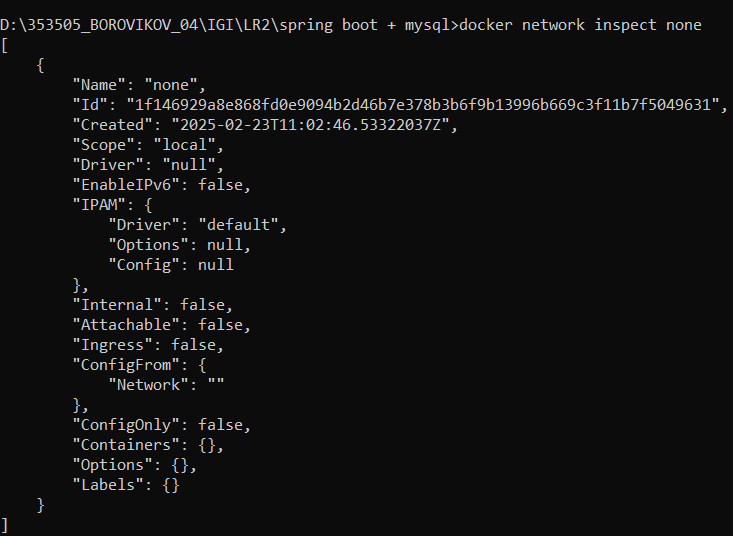 D:\353505_BOROVIKOV_04\IGI\LR2\spring boot + mysql>docker network inspect none
[
    {
        "Name": "none",
        "Id": "1f146929a8e868fd0e9094b2d46b7e378b3b6f9b13996b669c3f11b7f5049631",
        "Created": "2025-02-23T11:02:46.53322037Z",
        "Scope": "local",
        "Driver": "null",
        "EnableIPv6": false,
        "IPAM": {
            "Driver": "default",
            "Options": null,
            "Config": null
        },
        "Internal": false,
        "Attachable": false,
        "Ingress": false,
        "ConfigFrom": {
            "Network": ""
        },
        "ConfigOnly": false,
        "Containers": {},
        "Options": {},
        "Labels": {}
    }
]